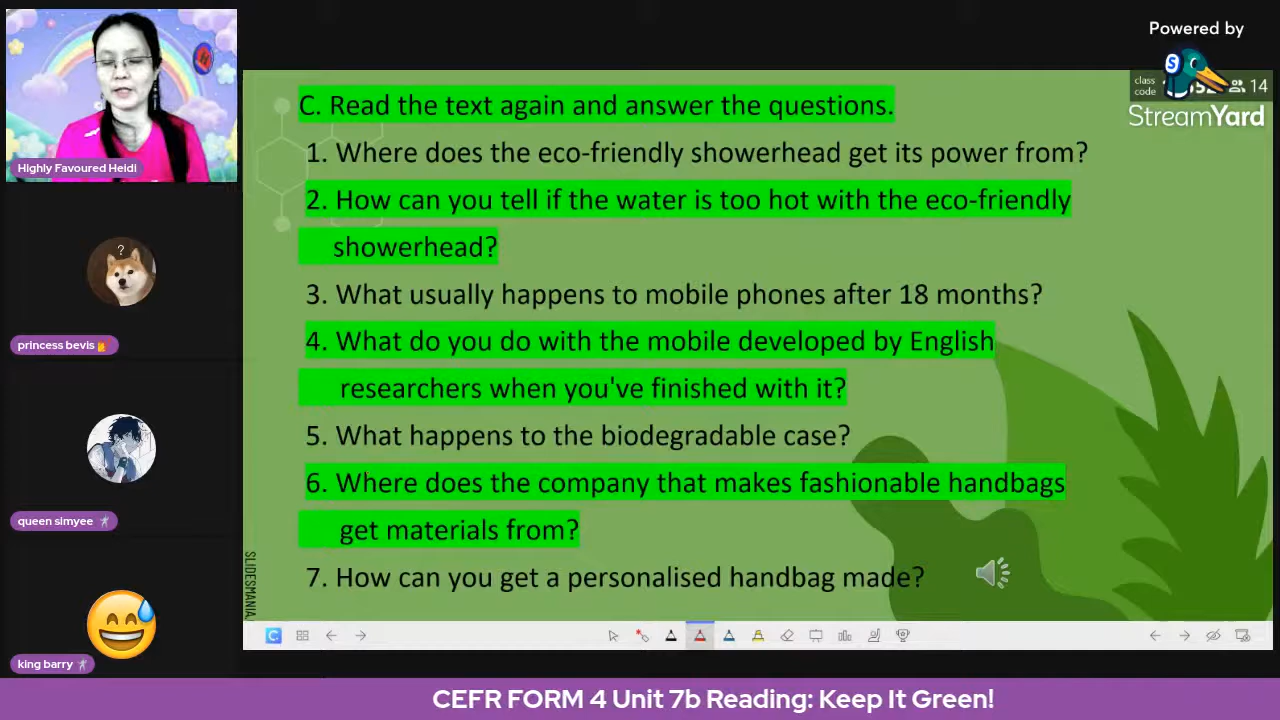 Powered by
class
code
14
StreamYard
C. Read the text again and answer the questions.
1. Where does the eco-friendly showerhead get its power from?
2. How can you tell if the water is too hot with the eco-friendly
showerhead?
3. What usually happens to mobile phones after 18 months?
4. What do you do with the mobile developed by English
researchers when you've finished with it?
5. What happens to the biodegradable case?
6. Where does the company that makes fashionable handbags
get materials from?
7. How can you get a personalised handbag made?
SLIDESMANIA
Highly Favoured Heidi
?
princess bevis
queen simyee
king barry
CEFR FORM 4 Unit 7b Reading: Keep It Green!